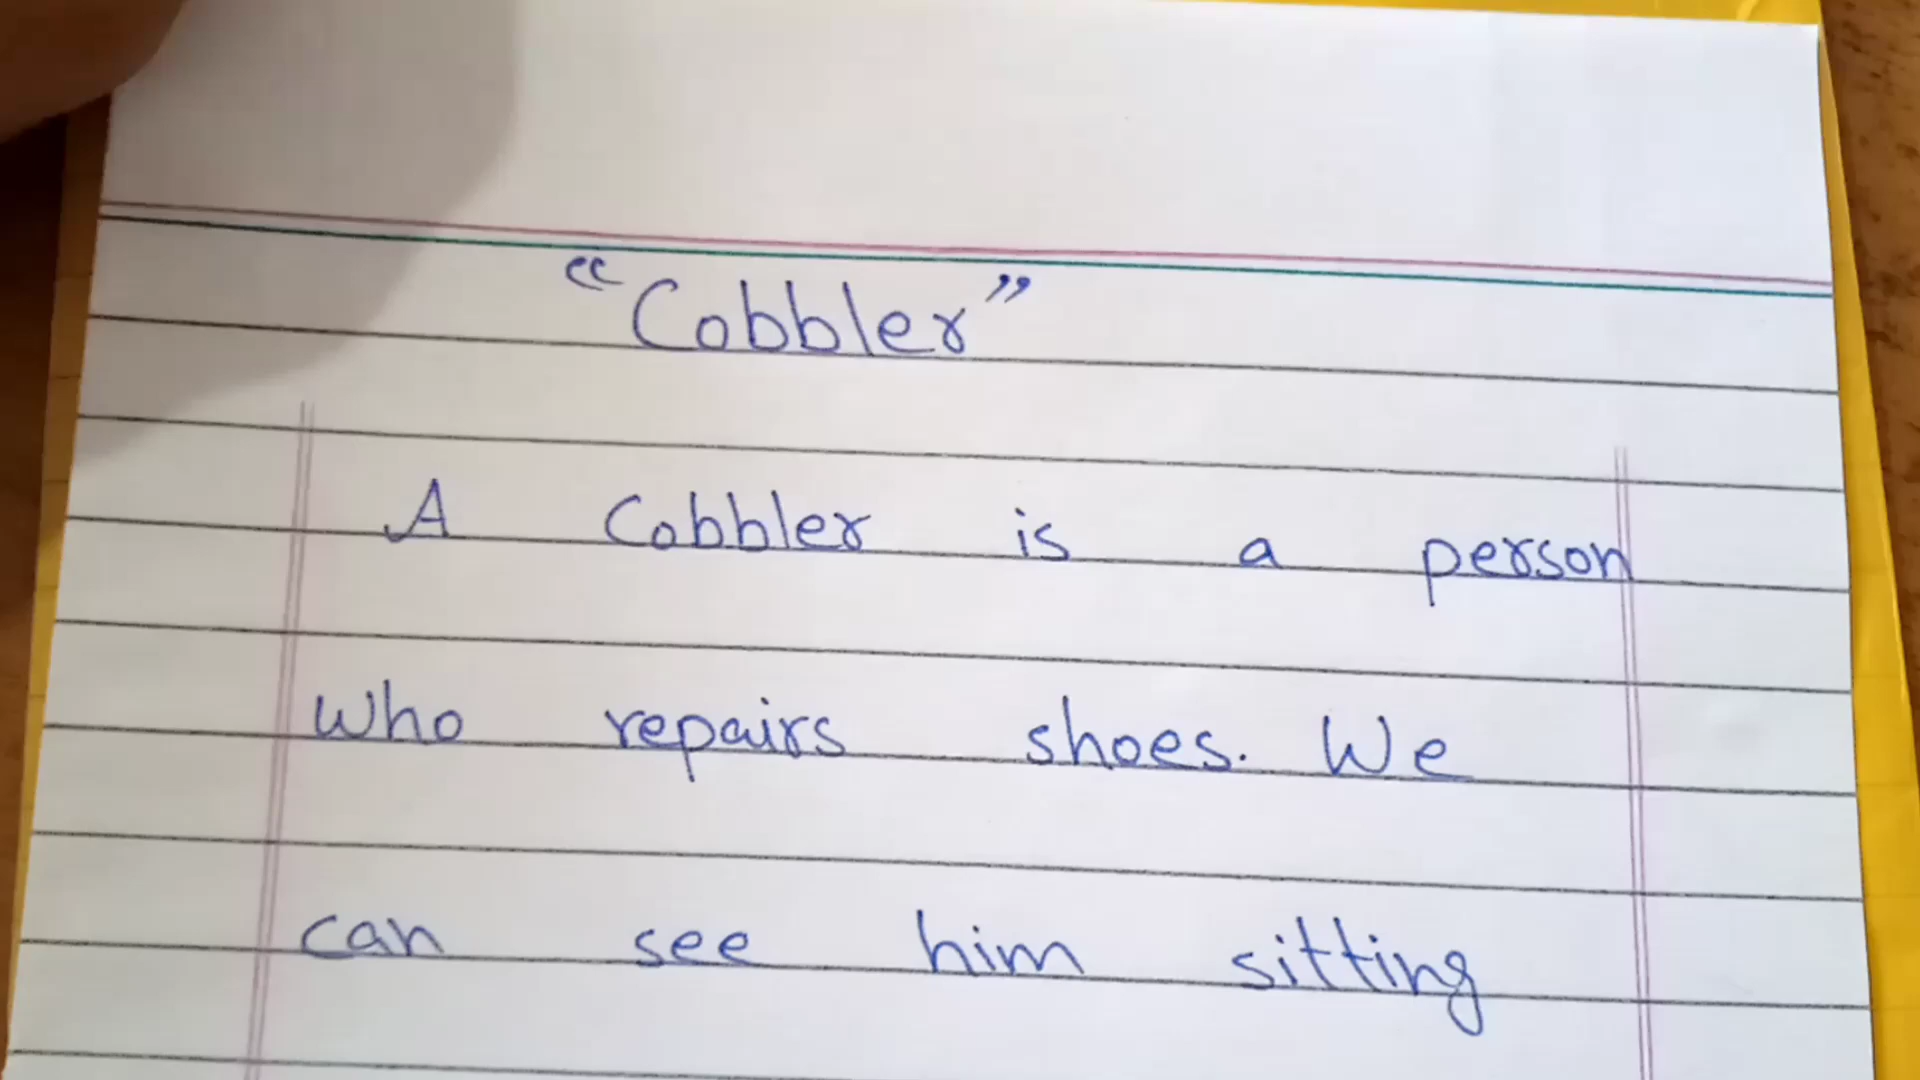 “Cobbler”
A Cobbler is a person
who repairs shoes. We
can see him sitting